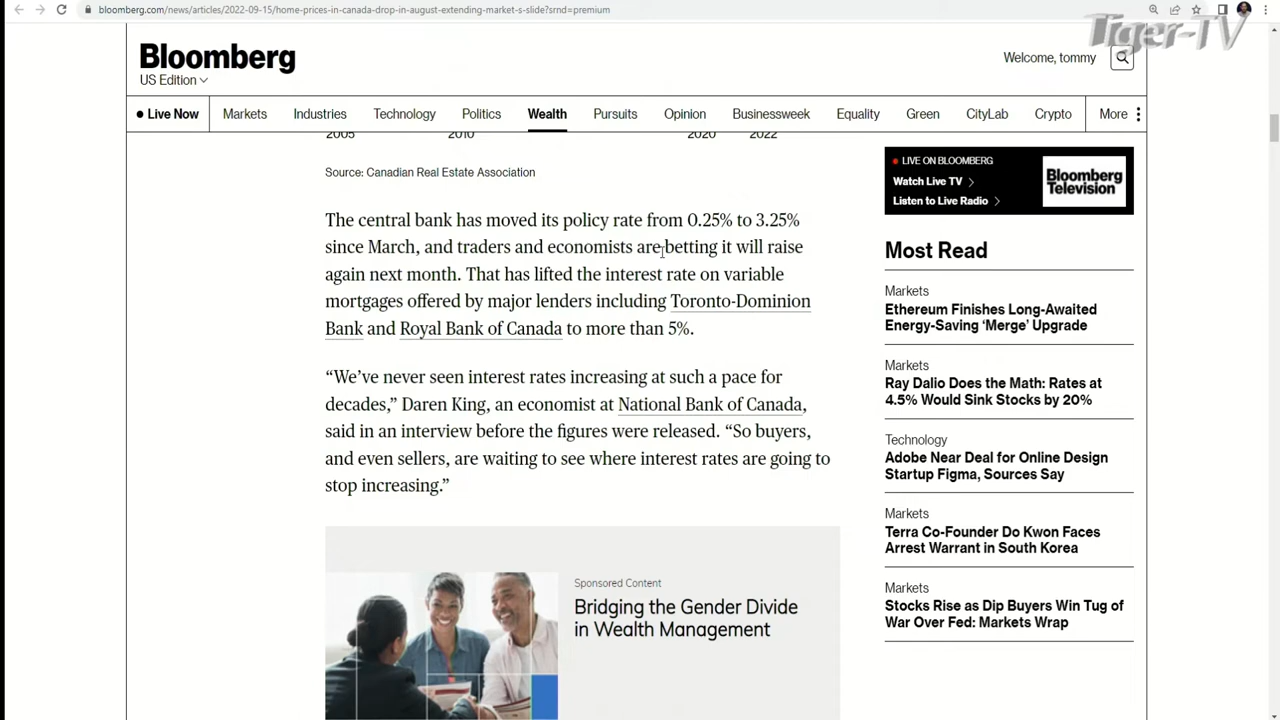 bloomberg.com/news/articles/2022-09-15/home-prices-in-canada-drop-in-august-extending-market-s-slide?srnd=premium
Tiger-TV
Bloomberg
US Edition
Welcome, tommy
Live Now
Markets
Industries
Technology
Politics
Wealth
Pursuits
Opinion
Businessweek
Equality
Green
CityLab
Crypto
More
2005 2010 2020 2022
Source: Canadian Real Estate Association
The central bank has moved its policy rate from 0.25% to 3.25%
since March, and traders and economists are betting it will raise
again next month. That has lifted the interest rate on variable
mortgages offered by major lenders including Toronto-Dominion
Bank and Royal Bank of Canada to more than 5%.
“We’ve never seen interest rates increasing at such a pace for
decades,” Daren King, an economist at National Bank of Canada,
said in an interview before the figures were released. “So buyers,
and even sellers, are waiting to see where interest rates are going to
stop increasing.”
Sponsored Content
Bridging the Gender Divide
in Wealth Management
LIVE ON BLOOMBERG
Watch Live TV
Listen to Live Radio
Bloomberg
Television
Most Read
Markets
Ethereum Finishes Long-Awaited
Energy-Saving ‘Merge’ Upgrade
Markets
Ray Dalio Does the Math: Rates at
4.5% Would Sink Stocks by 20%
Technology
Adobe Near Deal for Online Design
Startup Figma, Sources Say
Markets
Terra Co-Founder Do Kwon Faces
Arrest Warrant in South Korea
Markets
Stocks Rise as Dip Buyers Win Tug of
War Over Fed: Markets Wrap